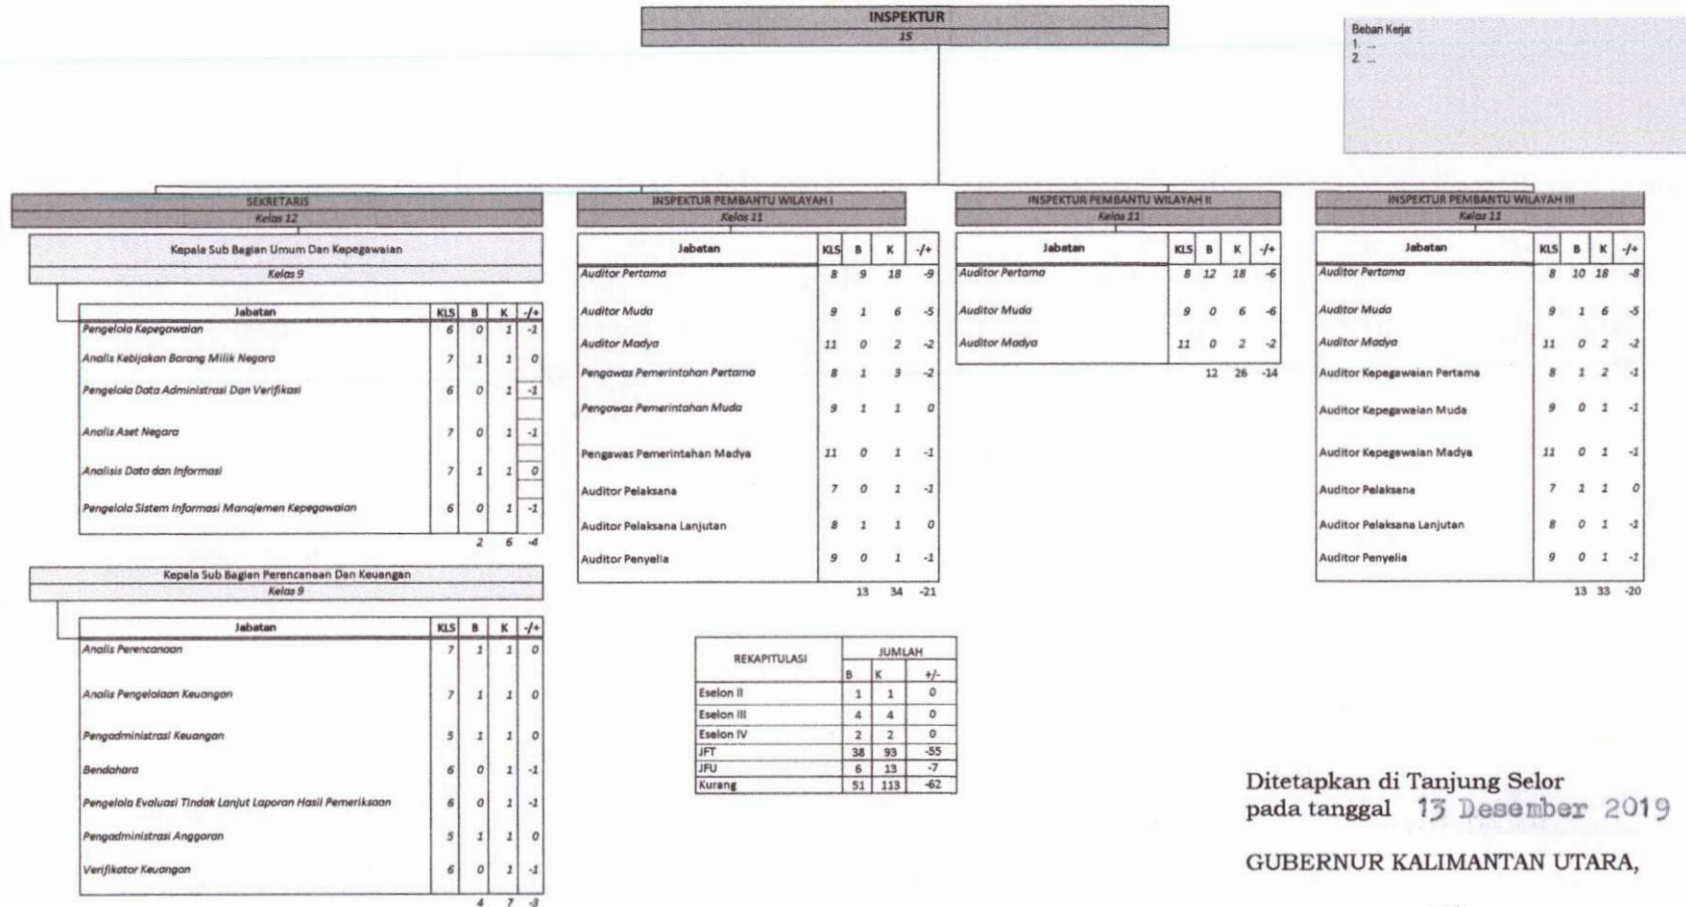 INSPEKTUR
15
Beban Kerja:
1. ...
2. ...
SEKRETARIS
Kelas 12
Kepala Sub Bagian Umum Dan Kepegawaian
Kelas 9
Jabatan KLS B K -/+
Pengelola Kepegawaian 6 0 1 -1
Analis Kebijakan Barang Milik Negara 7 1 1 0
Pengelola Data Administrasi Dan Verifikasi 6 0 1 -1
Analis Aset Negara 7 0 1 -1
Analisis Data dan Informasi 7 1 1 0
Pengelola Sistem Informasi Manajemen Kepegawaian 6 0 1 -1
2 6 -4
Kepala Sub Bagian Perencanaan Dan Keuangan
Kelas 9
Jabatan KLS B K -/+
Analis Perencanaan 7 1 1 0
Analis Pengelolaan Keuangan 7 1 1 0
Pengadministrasi Keuangan 5 1 1 0
Bendahara 6 0 1 -1
Pengelola Evaluasi Tindak Lanjut Laporan Hasil Pemeriksaan 6 0 1 -1
Pengadministrasi Anggaran 5 1 1 0
Verifikator Keuangan 6 0 1 -1
4 7 -3
INSPEKTUR PEMBANTU WILAYAH I
Kelas 11
Jabatan KLS B K -/+
Auditor Pertama 8 9 18 -9
Auditor Muda 9 1 6 -5
Auditor Madya 11 0 2 -2
Pengawas Pemerintahan Pertama 8 1 3 -2
Pengawas Pemerintahan Muda 9 1 1 0
Pengawas Pemerintahan Madya 11 0 1 -1
Auditor Pelaksana 7 0 1 -1
Auditor Pelaksana Lanjutan 8 1 1 0
Auditor Penyelia 9 0 1 -1
13 34 -21
INSPEKTUR PEMBANTU WILAYAH II
Kelas 11
Jabatan KLS B K -/+
Auditor Pertama 8 12 18 -6
Auditor Muda 9 0 6 -6
Auditor Madya 11 0 2 -2
12 26 -14
INSPEKTUR PEMBANTU WILAYAH III
Kelas 11
Jabatan KLS B K -/+
Auditor Pertama 8 10 18 -8
Auditor Muda 9 1 6 -5
Auditor Madya 11 0 2 -2
Auditor Kepegawaian Pertama 8 1 2 -1
Auditor Kepegawaian Muda 9 0 1 -1
Auditor Kepegawaian Madya 11 0 1 -1
Auditor Pelaksana 7 1 1 0
Auditor Pelaksana Lanjutan 8 0 1 -1
Auditor Penyelia 9 0 1 -1
13 33 -20
REKAPITULASI JUMLAH
B K +/-
Eselon II 1 1 0
Eselon III 4 4 0
Eselon IV 2 2 0
JFT 38 93 -55
JFU 6 13 -7
Kurang 51 113 -62
Ditetapkan di Tanjung Selor
pada tanggal 13 Desember 2019
GUBERNUR KALIMANTAN UTARA,